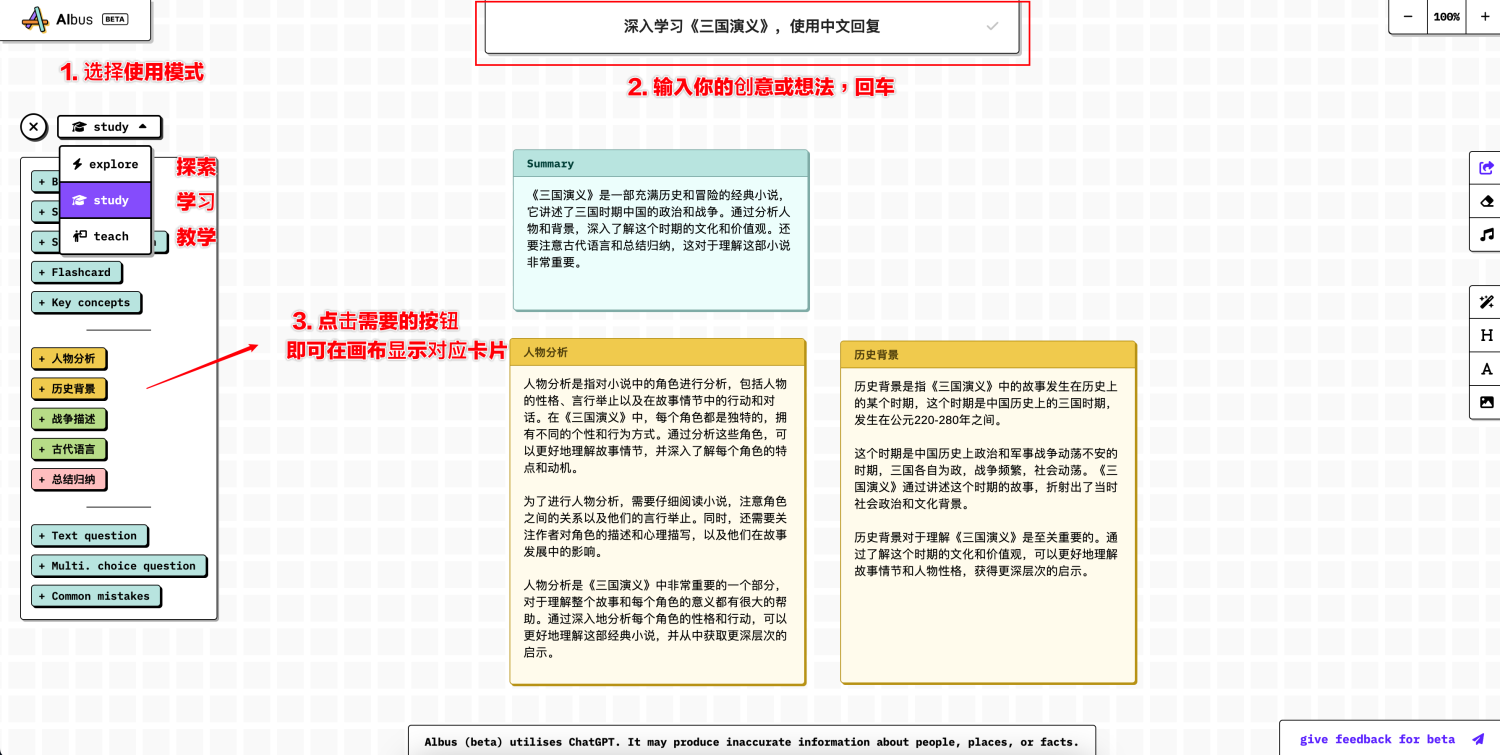 Albus BETA
深入学习《三国演义》，使用中文回复
− 100% +
1. 选择使用模式
2. 输入你的创意或想法，回车
study
explore
探索
study
学习
teach
教学
+ B
+ S
+ S
+ Flashcard
+ Key concepts
+ 人物分析
+ 历史背景
+ 战争描述
+ 古代语言
+ 总结归纳
+ Text question
+ Multi. choice question
+ Common mistakes
3. 点击需要的按钮
即可在画布显示对应卡片
Summary
《三国演义》是一部充满历史和冒险的经典小说，
它讲述了三国时期中国的政治和战争。通过分析人
物和背景，深入了解这个时期的文化和价值观。还
要注意古代语言和总结归纳，这对于理解这部小说
非常重要。
人物分析
人物分析是指对小说中的角色进行分析，包括人物
的性格、言行举止以及在故事情节中的行动和对
话。在《三国演义》中，每个角色都是独特的，拥
有不同的个性和行为方式。通过分析这些角色，可
以更好地理解故事情节，并深入了解每个角色的特
点和动机。
为了进行人物分析，需要仔细阅读小说，注意角色
之间的关系以及他们的言行举止。同时，还需要关
注作者对角色的描述和心理描写，以及他们在故事
发展中的影响。
人物分析是《三国演义》中非常重要的一个部分，
对于理解整个故事和每个角色的意义都有很大的帮
助。通过深入地分析每个角色的性格和行动，可以
更好地理解这部经典小说，并从中获取更深层次的
启示。
历史背景
历史背景是指《三国演义》中的故事发生在历史上
的某个时期，这个时期是中国历史上的三国时期，
发生在公元220-280年之间。
这个时期是中国历史上政治和军事战争动荡不安的
时期，三国各自为政，战争频繁，社会动荡。《三
国演义》通过讲述这个时期的故事，折射出了当时
社会政治和文化背景。
历史背景对于理解《三国演义》是至关重要的。通
过了解这个时期的文化和价值观，可以更好地理解
故事情节和人物性格，获得更深层次的启示。
H
A
Albus (beta) utilises ChatGPT. It may produce inaccurate information about people, places, or facts.
give feedback for beta